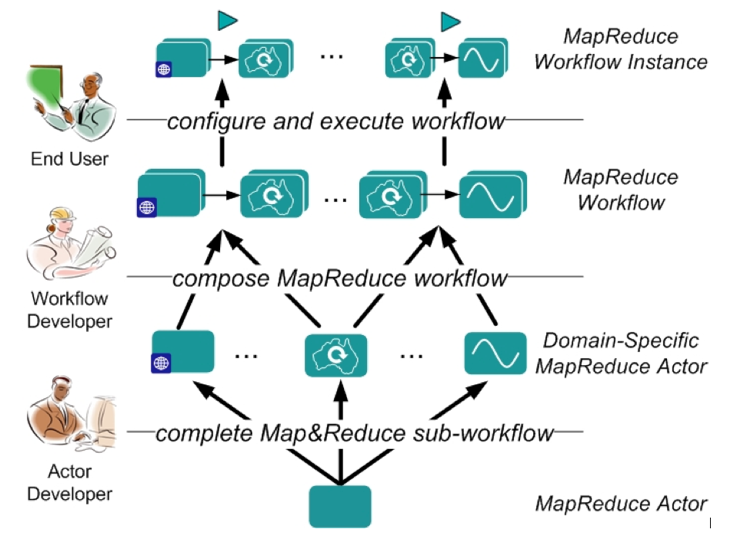 MapReduce
Workflow Instance
...
configure and execute workflow
End User
MapReduce
Workflow
...
compose MapReduce workflow
Workflow
Developer
Domain-Specific
MapReduce Actor
...
...
complete Map&Reduce sub-workflow
Actor
Developer
MapReduce Actor